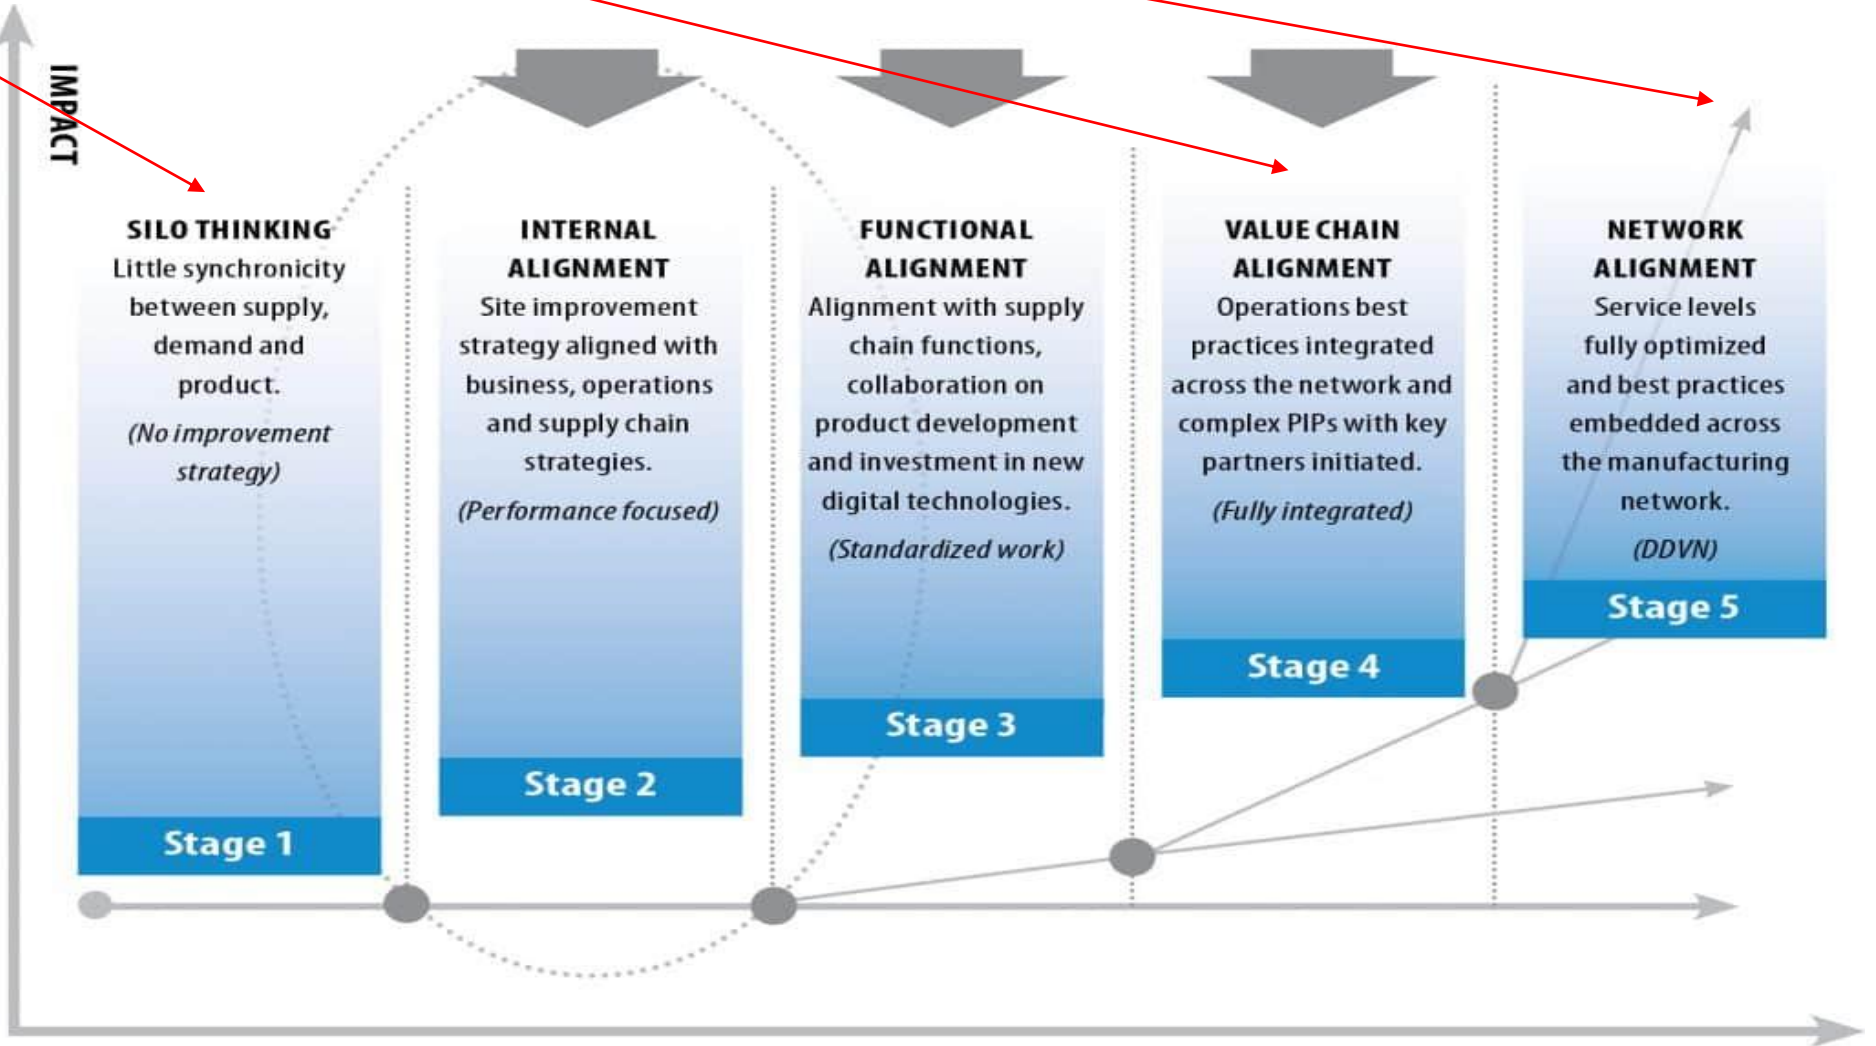 IMPACT
SILO THINKING
Little synchronicity
between supply,
demand and
product.
(No improvement
strategy)
Stage 1
INTERNAL
ALIGNMENT
Site improvement
strategy aligned with
business, operations
and supply chain
strategies.
(Performance focused)
Stage 2
FUNCTIONAL
ALIGNMENT
Alignment with supply
chain functions,
collaboration on
product development
and investment in new
digital technologies.
(Standardized work)
Stage 3
VALUE CHAIN
ALIGNMENT
Operations best
practices integrated
across the network and
complex PIPs with key
partners initiated.
(Fully integrated)
Stage 4
NETWORK
ALIGNMENT
Service levels
fully optimized
and best practices
embedded across
the manufacturing
network.
(DDVN)
Stage 5